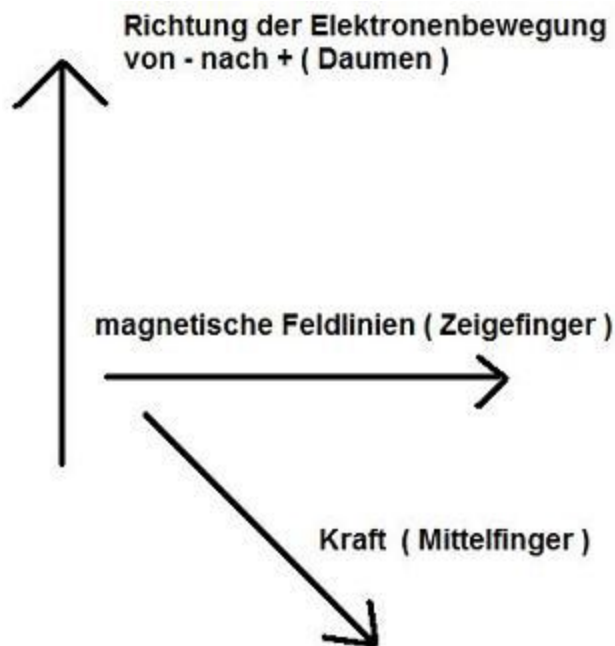 Richtung der Elektronenbewegung
von - nach + ( Daumen )
magnetische Feldlinien ( Zeigefinger )
Kraft ( Mittelfinger )